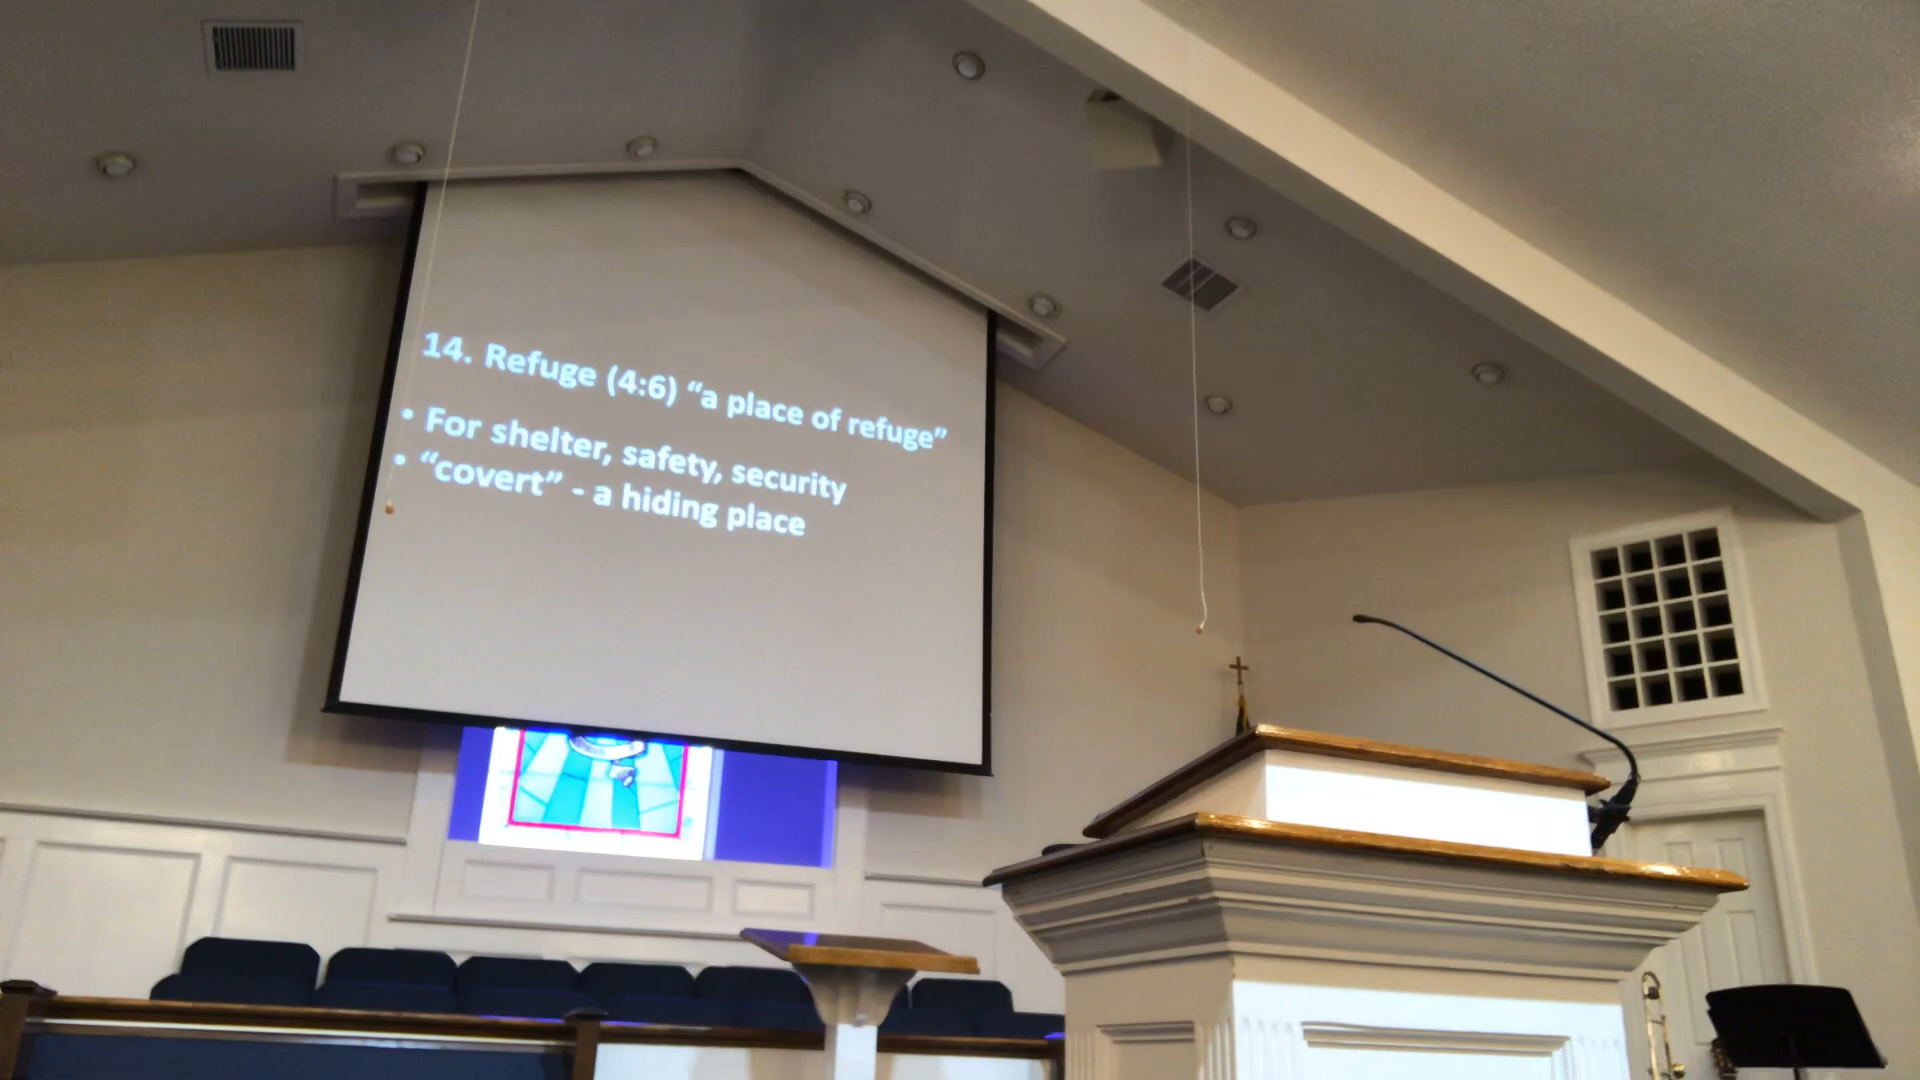 14. Refuge (4:6) “a place of refuge”
• For shelter, safety, security
• “covert” - a hiding place